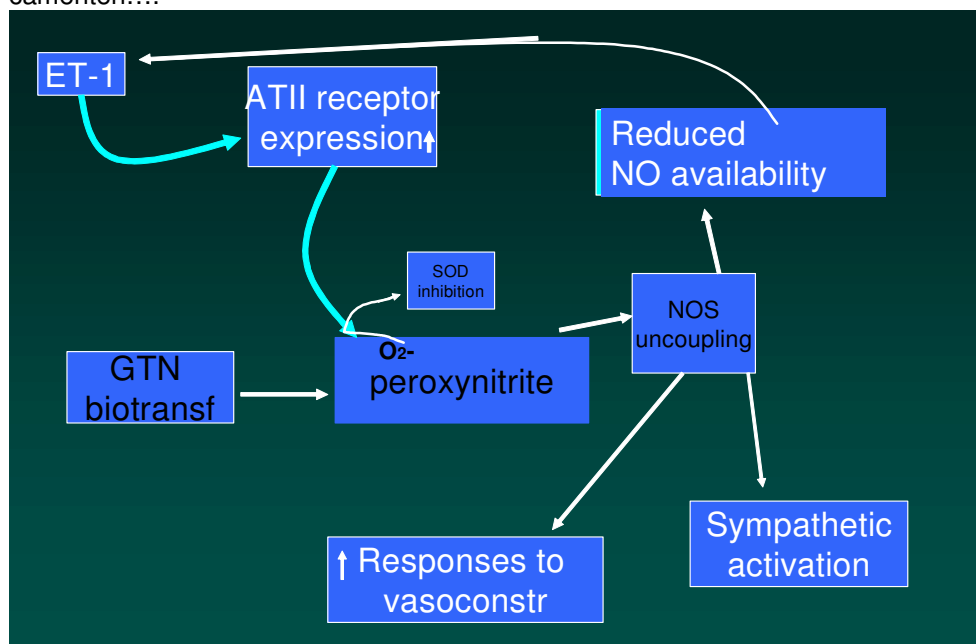 ET-1
ATII receptor
expression↑
Reduced
NO availability
SOD
inhibition
NOS
uncoupling
O2-
peroxynitrite
GTN
biotransf
Sympathetic
activation
↑ Responses to
vasoconstr